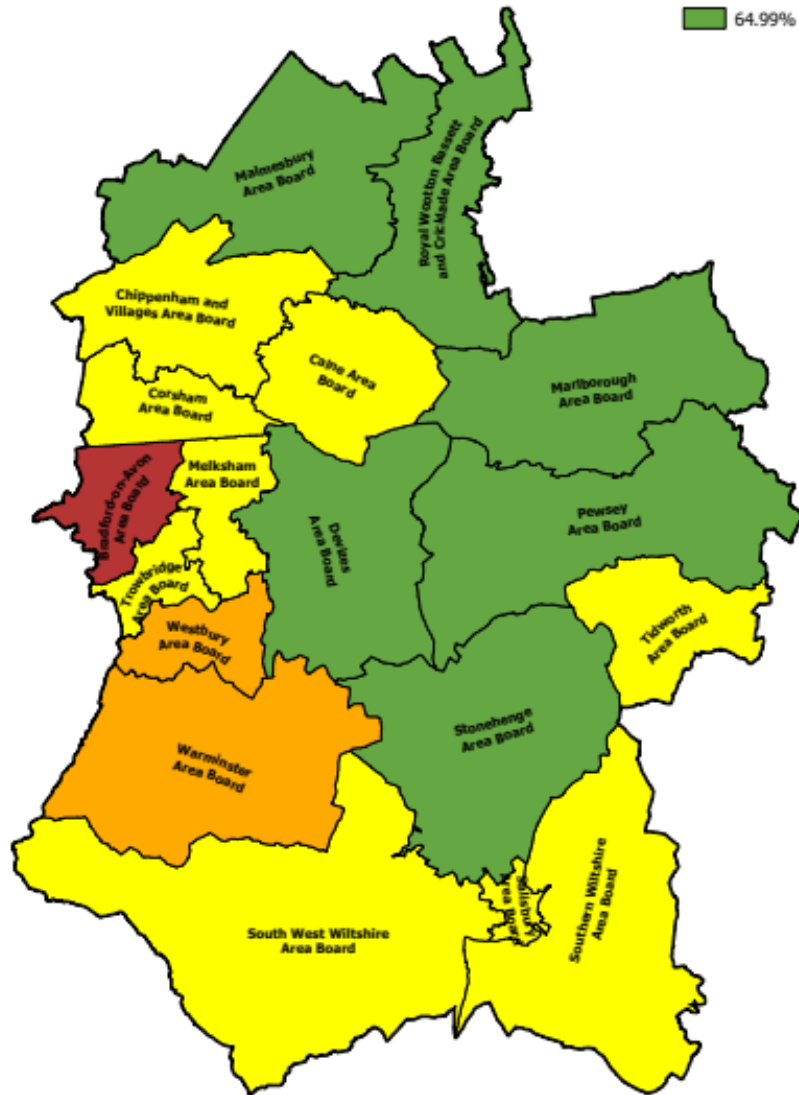 64.99%
Malmesbury
Area Board
Royal Wootton Bassett
and Cricklade Area Board
Chippenham and
Villages Area Board
Calne Area
Board
Corsham
Area Board
Marlborough
Area Board
Bradford-on-Avon
Area Board
Melksham
Area Board
Devizes
Area Board
Pewsey
Area Board
Trowbridge
Area Board
Westbury
Area Board
Tidworth
Area Board
Stonehenge
Area Board
Warminster
Area Board
Salisbury
Area Board
Southern Wiltshire
Area Board
South West Wiltshire
Area Board